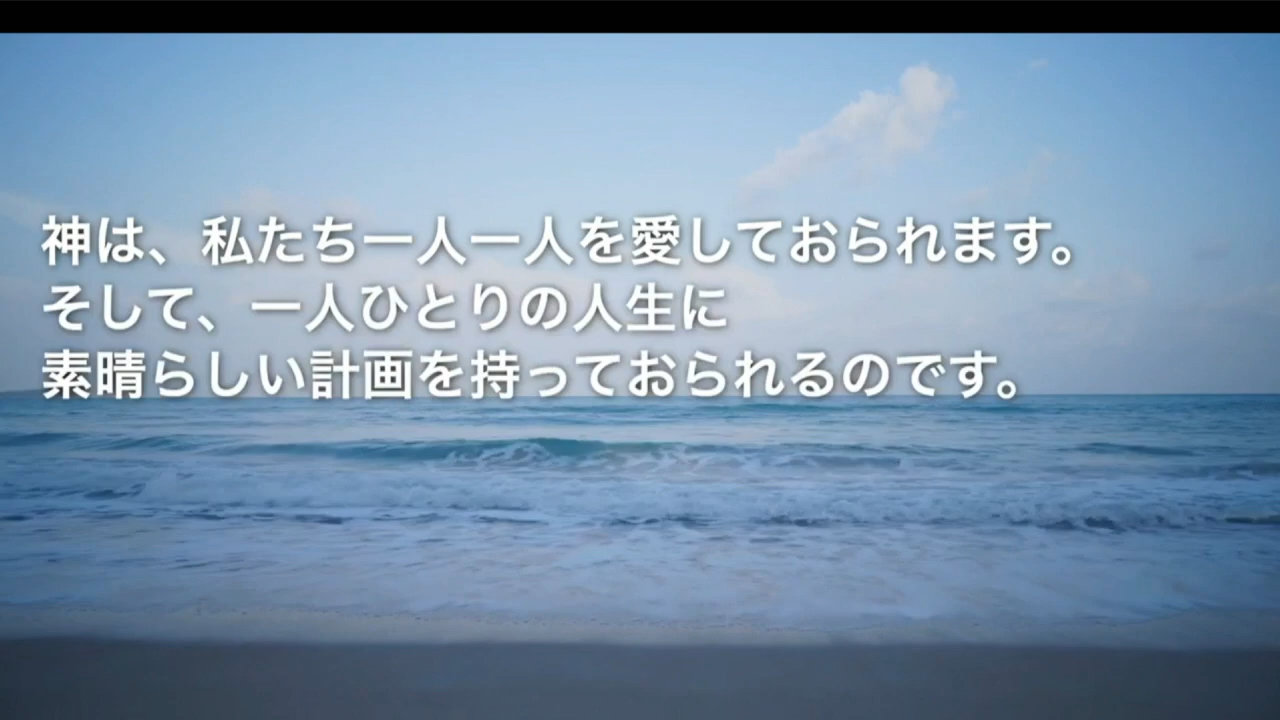 神は、私たち一人一人を愛しておられます。
そして、一人ひとりの人生に
素晴らしい計画を持っておられるのです。